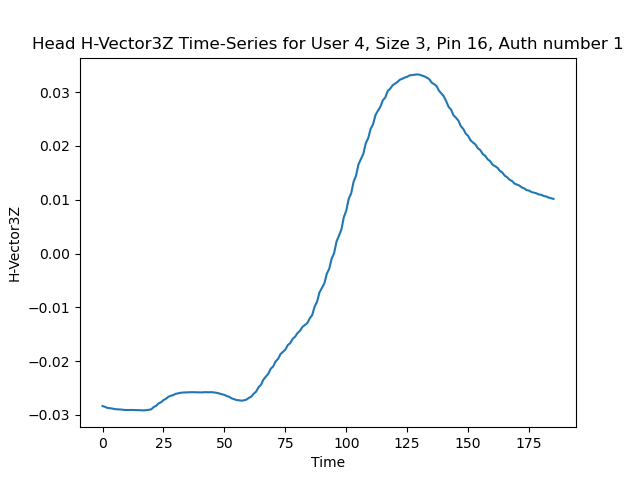 Head H-Vector3Z Time-Series for User 4, Size 3, Pin 16, Auth number 1
H-Vector3Z
0.03
0.02
0.01
0.00
−0.01
−0.02
−0.03
0 25 50 75 100 125 150 175
Time